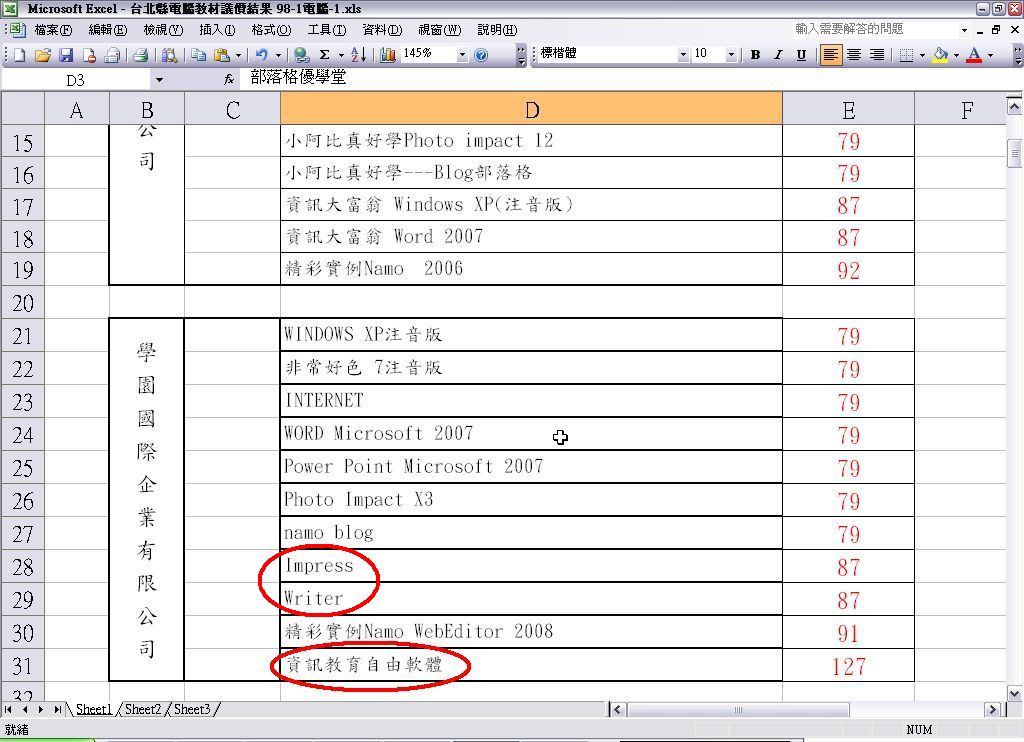 Microsoft Excel - 台北縣電腦教材議價結果 98-1電腦-1.xls
檔案(F) 編輯(E) 檢視(V) 插入(I) 格式(O) 工具(T) 資料(D) 視窗(W) 說明(H) 輸入需要解答的問題
145% 標楷體 10 B I U
D3 fx 部落格優學堂
A B C D E F
公
15 小阿比真好學Photo impact 12 79
司
16 小阿比真好學---Blog部落格 79
17 資訊大富翁 Windows XP(注音版) 87
18 資訊大富翁 Word 2007 87
19 精彩實例Namo 2006 92
20
21 WINDOWS XP注音版 79
學
22 非常好色 7注音版 79
園
23 INTERNET 79
國
24 WORD Microsoft 2007 79
際
25 Power Point Microsoft 2007 79
企
26 Photo Impact X3 79
業
27 namo blog 79
有
28 Impress 87
限
29 Writer 87
公
30 精彩實例Namo WebEditor 2008 91
司
31 資訊教育自由軟體 127
32
Sheet1 Sheet2 Sheet3
就緒 NUM